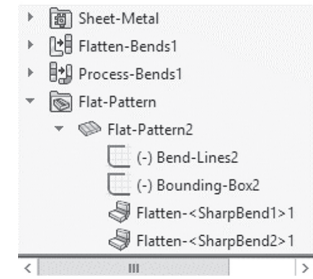 Sheet-Metal
Flatten-Bends1
Process-Bends1
Flat-Pattern
Flat-Pattern2
(-) Bend-Lines2
(-) Bounding-Box2
Flatten-<SharpBend1>1
Flatten-<SharpBend2>1